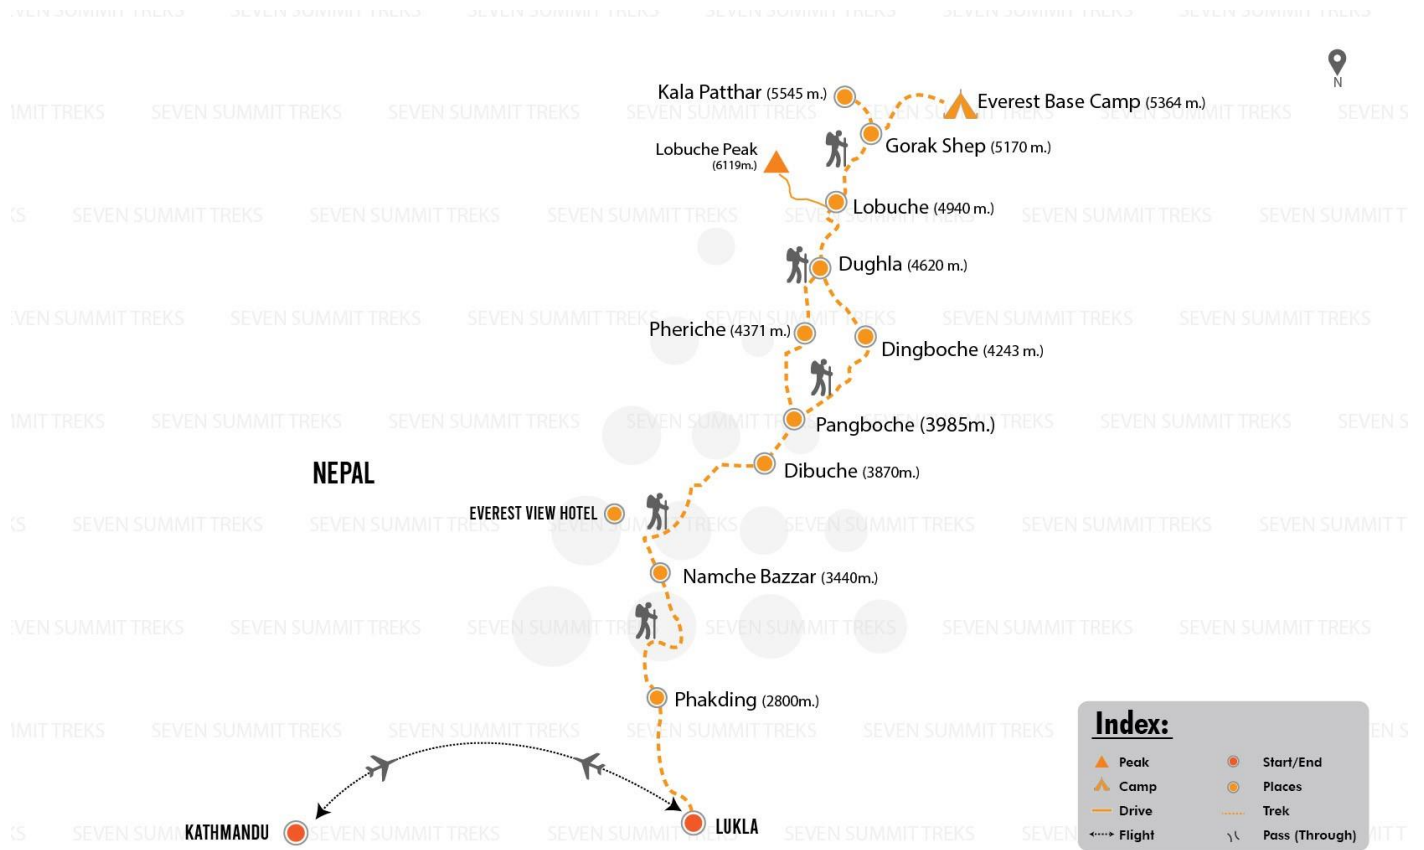 SEVEN SUMMIT TREKS
N
Kala Patthar (5545 m.)
Everest Base Camp (5364 m.)
Gorak Shep (5170 m.)
Lobuche Peak
(6119m.)
Lobuche (4940 m.)
Dughla (4620 m.)
Pheriche (4371 m.)
Dingboche (4243 m.)
Pangboche (3985m.)
Dibuche (3870m.)
NEPAL
EVEREST VIEW HOTEL
Namche Bazzar (3440m.)
Phakding (2800m.)
KATHMANDU
LUKLA
Index:
Peak
Start/End
Camp
Places
Drive
Trek
Flight
Pass (Through)